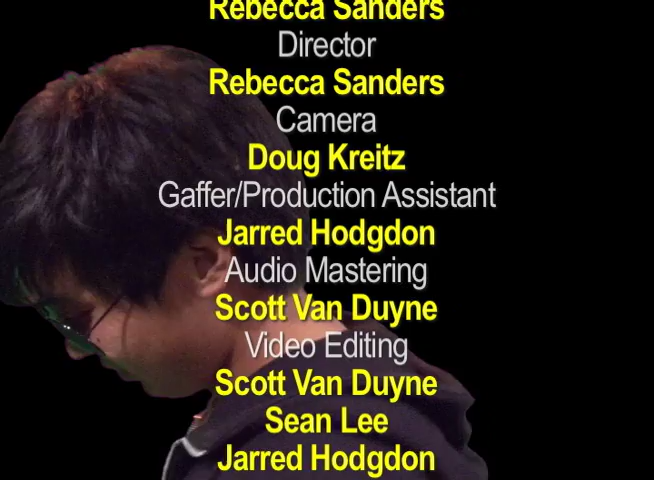 Rebecca Sanders
Director
Rebecca Sanders
Camera
Doug Kreitz
Gaffer/Production Assistant
Jarred Hodgdon
Audio Mastering
Scott Van Duyne
Video Editing
Scott Van Duyne
Sean Lee
Jarred Hodgdon